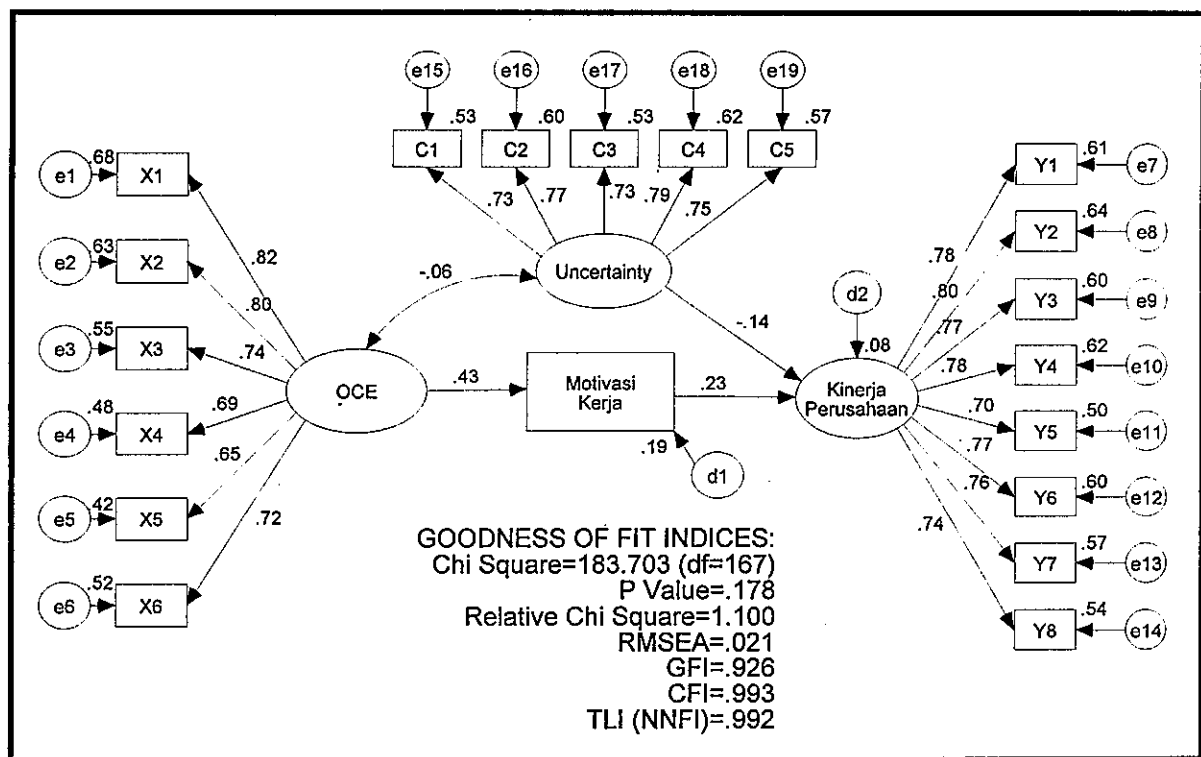 e15
e16
e17
e18
e19
.53
.60
.53
.62
.57
C1
C2
C3
C4
C5
.73
.77
.73
.79
.75
Uncertainty
e1
.68
X1
.82
e2
.63
X2
.80
e3
.55
X3
.74
e4
.48
X4
.69
e5
.42
X5
.65
e6
.52
X6
.72
-.06
OCE
.43
Motivasi
Kerja
.19
d1
.23
-.14
d2
.08
Kinerja
Perusahaan
.78
Y1
.61
e7
.80
Y2
.64
e8
.77
Y3
.60
e9
.78
Y4
.62
e10
.70
Y5
.50
e11
.77
Y6
.60
e12
.76
Y7
.57
e13
.74
Y8
.54
e14
GOODNESS OF FIT INDICES:
Chi Square=183.703 (df=167)
P Value=.178
Relative Chi Square=1.100
RMSEA=.021
GFI=.926
CFI=.993
TLI (NNFI)=.992